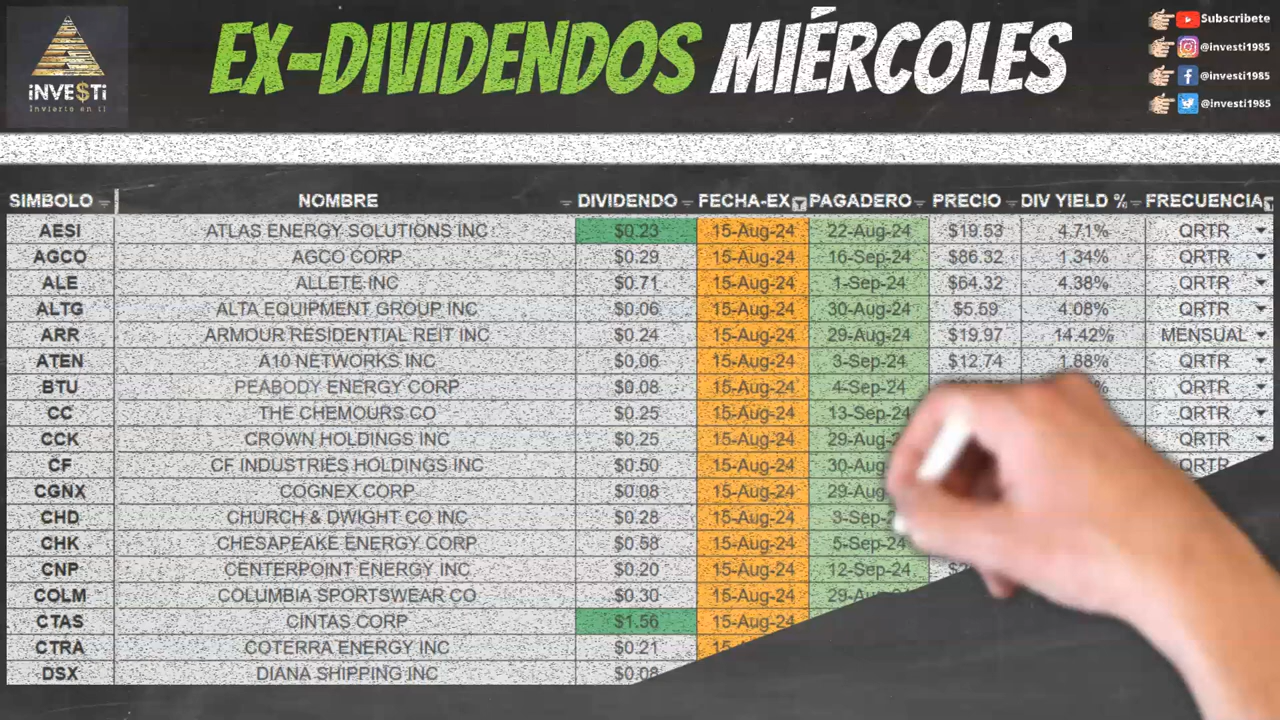 EX-DIVIDENDOS MIÉRCOLES
INVE$Ti
Invierte en ti
Subscribete
@investi1985
@investi1985
@investi1985
SIMBOLO NOMBRE DIVIDENDO FECHA-EX PAGADERO PRECIO DIV YIELD % FRECUENCIA
AESI ATLAS ENERGY SOLUTIONS INC $0.23 15-Aug-24 22-Aug-24 $19.53 4.71% QRTR
AGCO AGCO CORP $0.29 15-Aug-24 16-Sep-24 $86.32 1.34% QRTR
ALE ALLETE INC $0.71 15-Aug-24 1-Sep-24 $64.32 4.38% QRTR
ALTG ALTA EQUIPMENT GROUP INC $0.06 15-Aug-24 30-Aug-24 $5.59 4.08% QRTR
ARR ARMOUR RESIDENTIAL REIT INC $0.24 15-Aug-24 29-Aug-24 $19.97 14.42% MENSUAL
ATEN A10 NETWORKS INC $0.06 15-Aug-24 3-Sep-24 $12.74 1.88% QRTR
BTU PEABODY ENERGY CORP $0.08 15-Aug-24 4-Sep-24 QRTR
CC THE CHEMOURS CO $0.25 15-Aug-24 13-Sep-24 QRTR
CCK CROWN HOLDINGS INC $0.25 15-Aug-24 29-Aug-2 QRTR
CF CF INDUSTRIES HOLDINGS INC $0.50 15-Aug-24 30-Aug QRTR
CGNX COGNEX CORP $0.08 15-Aug-24 29-Aug
CHD CHURCH & DWIGHT CO INC $0.28 15-Aug-24 3-Sep-2
CHK CHESAPEAKE ENERGY CORP $0.58 15-Aug-24 5-Sep-24
CNP CENTERPOINT ENERGY INC $0.20 15-Aug-24 12-Sep-24
COLM COLUMBIA SPORTSWEAR CO $0.30 15-Aug-24 29-Aug
CTAS CINTAS CORP $1.56 15-Aug-24
CTRA COTERRA ENERGY INC $0.21 15
DSX DIANA SHIPPING INC $0.08